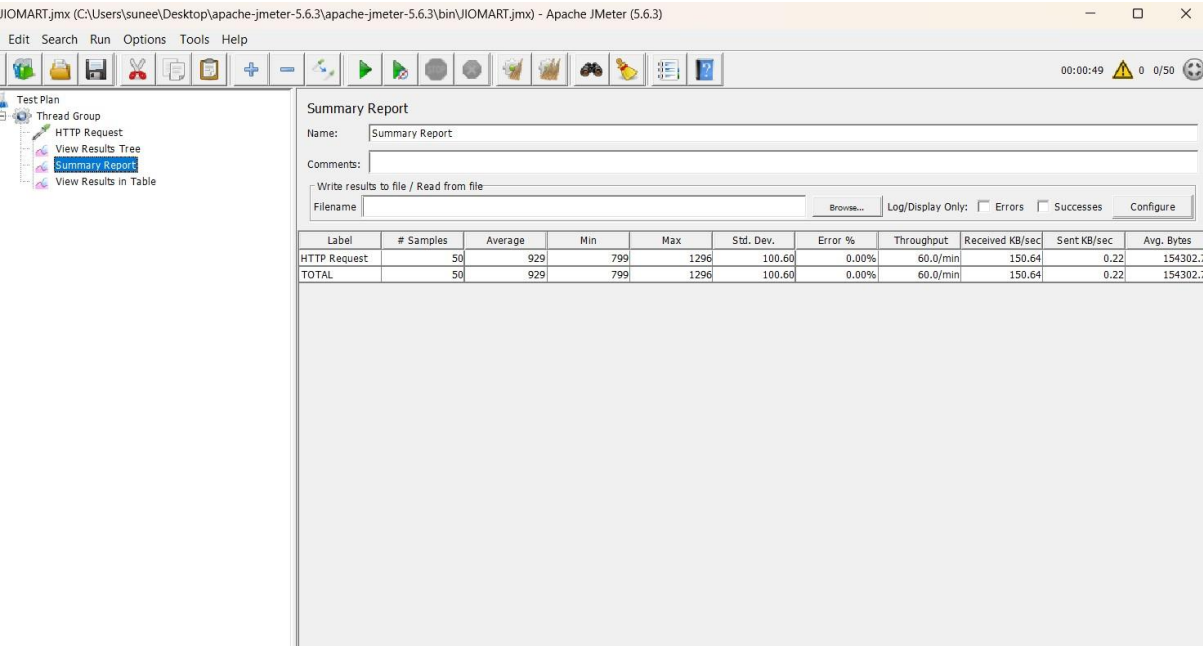 JIOMART.jmx (C:\Users\sunee\Desktop\apache-jmeter-5.6.3\apache-jmeter-5.6.3\bin\JIOMART.jmx) - Apache JMeter (5.6.3)
Edit Search Run Options Tools Help
00:00:49 0 0/50
Test Plan
Thread Group
HTTP Request
View Results Tree
Summary Report
View Results in Table
Summary Report
Name: Summary Report
Comments:
Write results to file / Read from file
Filename Browse... Log/Display Only: Errors Successes Configure
Label # Samples Average Min Max Std. Dev. Error % Throughput Received KB/sec Sent KB/sec Avg. Bytes
HTTP Request 50 929 799 1296 100.60 0.00% 60.0/min 150.64 0.22 154302.7
TOTAL 50 929 799 1296 100.60 0.00% 60.0/min 150.64 0.22 154302.7